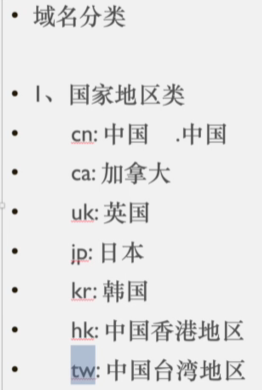 • 域名分类
• 1、国家地区类
• cn: 中国 .中国
• ca: 加拿大
• uk: 英国
• jp: 日本
• kr: 韩国
• hk: 中国香港地区
• tw: 中国台湾地区